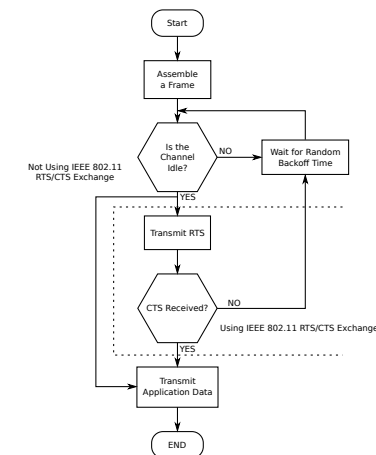 Start
Assemble
a Frame
Is the
Channel
Idle?
NO
Wait for Random
Backoff Time
Not Using IEEE 802.11
RTS/CTS Exchange
YES
Transmit RTS
CTS Received?
NO
Using IEEE 802.11 RTS/CTS Exchange
YES
Transmit
Application Data
END